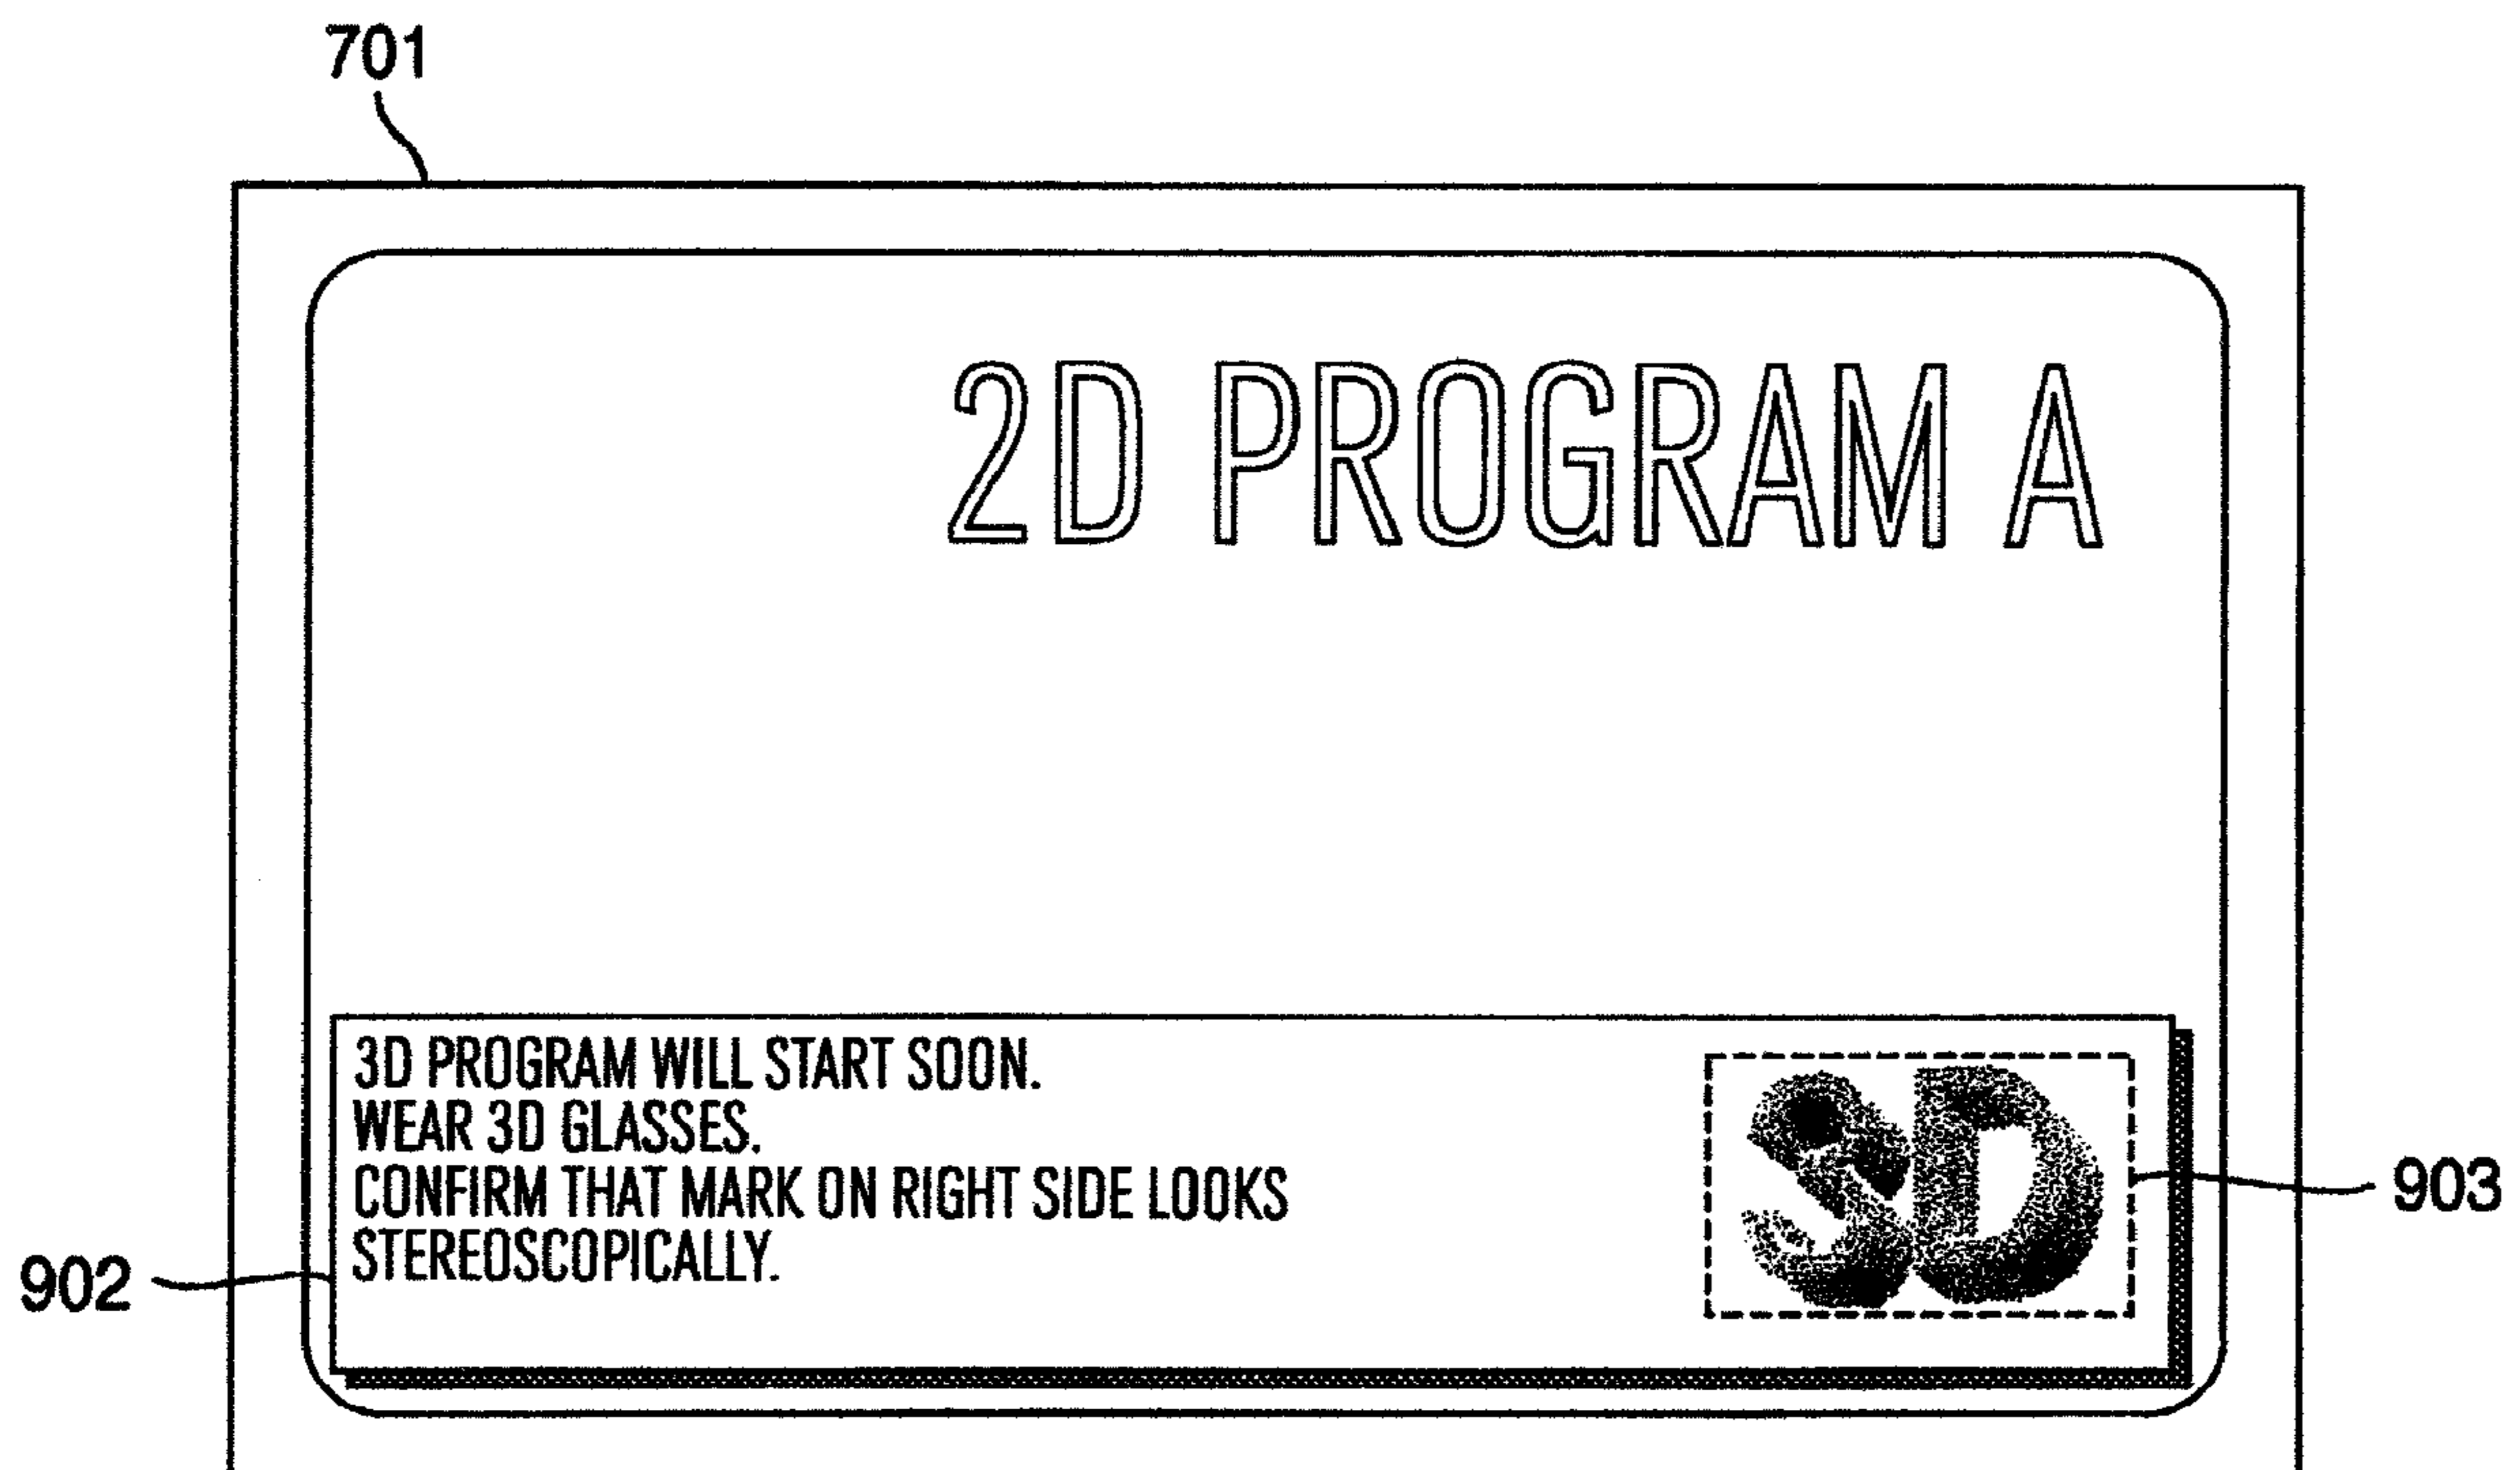 701
2D PROGRAM A
3D PROGRAM WILL START SOON.
WEAR 3D GLASSES.
CONFIRM THAT MARK ON RIGHT SIDE LOOKS
STEREOSCOPICALLY.
3D
903
902